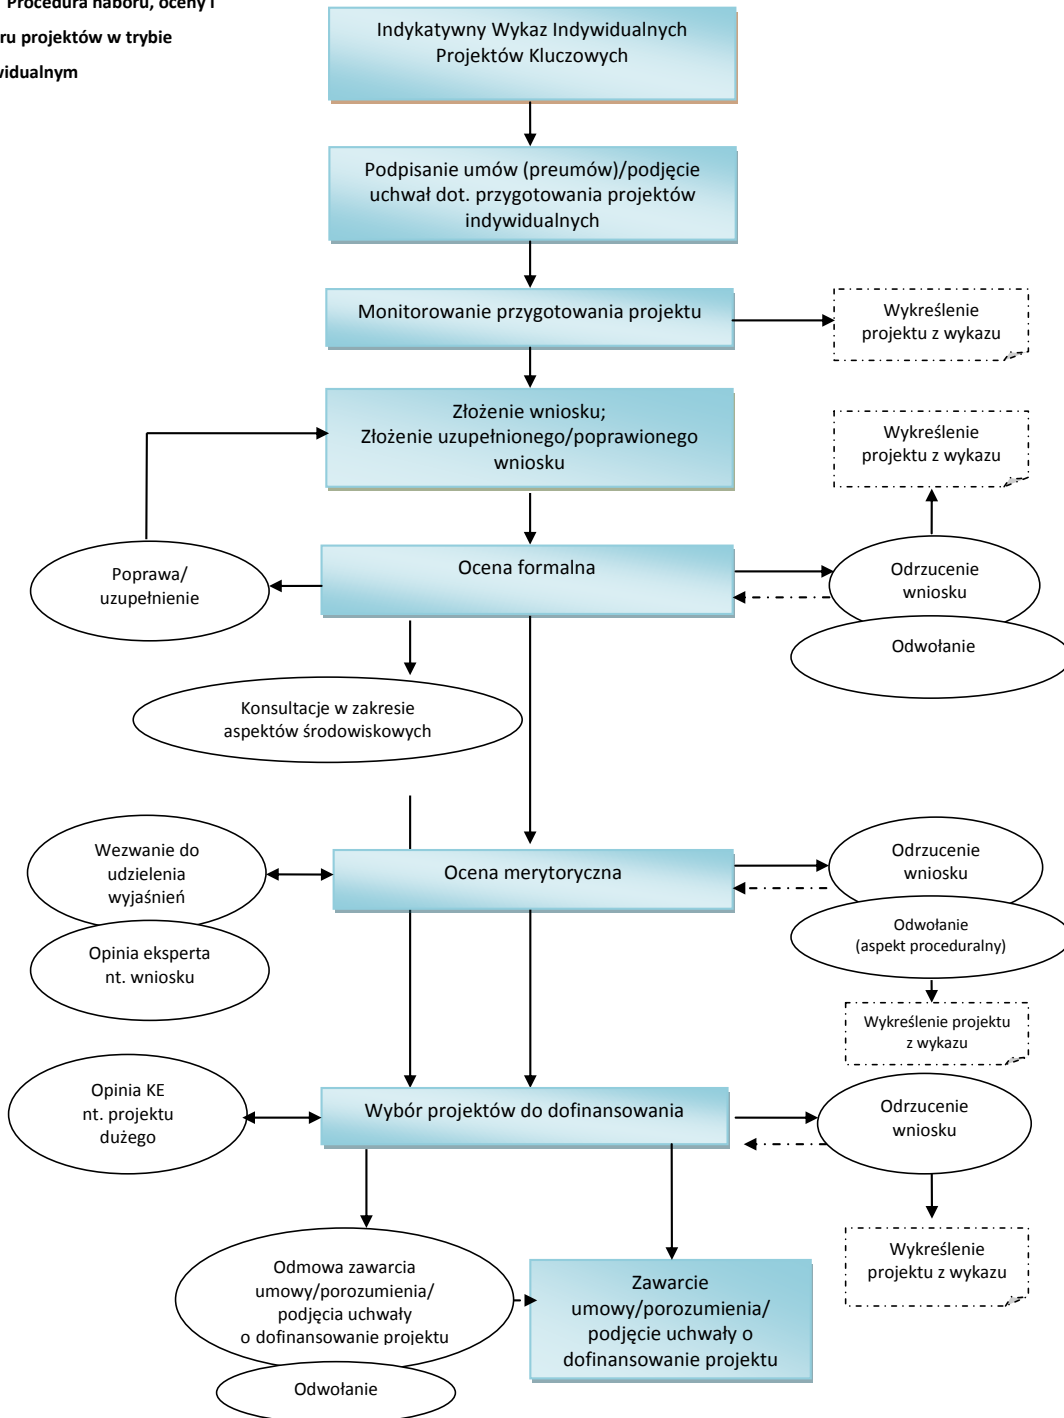 Procedura naboru, oceny i
ru projektów w trybie
widualnym
Indykatywny Wykaz Indywidualnych
Projektów Kluczowych
Podpisanie umów (preumów)/podjęcie
uchwał dot. przygotowania projektów
indywidualnych
Monitorowanie przygotowania projektu
Wykreślenie
projektu z wykazu
Złożenie wniosku;
Złożenie uzupełnionego/poprawionego
wniosku
Wykreślenie
projektu z wykazu
Poprawa/
uzupełnienie
Ocena formalna
Odrzucenie
wniosku
Odwołanie
Konsultacje w zakresie
aspektów środowiskowych
Wezwanie do
udzielenia
wyjaśnień
Opinia eksperta
nt. wniosku
Ocena merytoryczna
Odrzucenie
wniosku
Odwołanie
(aspekt proceduralny)
Wykreślenie projektu
z wykazu
Opinia KE
nt. projektu
dużego
Wybór projektów do dofinansowania
Odrzucenie
wniosku
Wykreślenie
projektu z wykazu
Odmowa zawarcia
umowy/porozumienia/
podjęcia uchwały
o dofinansowanie projektu
Odwołanie
Zawarcie
umowy/porozumienia/
podjęcie uchwały o
dofinansowanie projektu